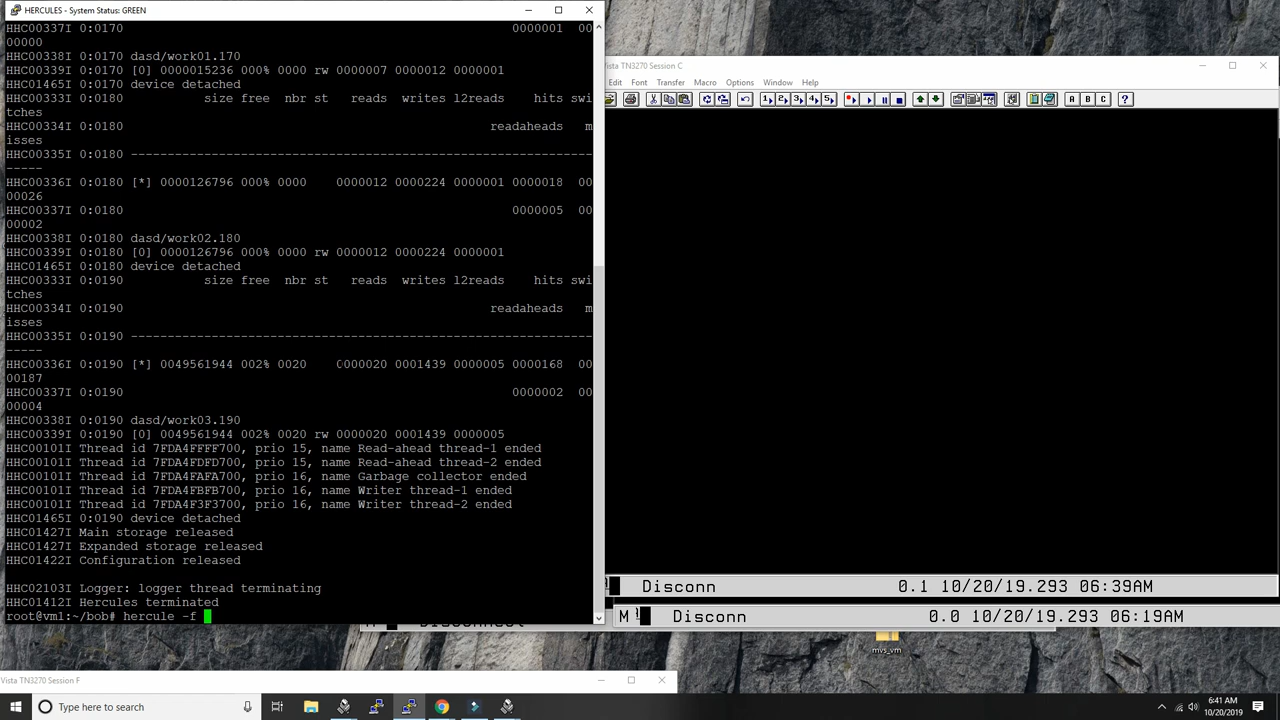 HERCULES - System Status: GREEN
HHC00337I 0:0170 0000001 00
00000
HHC00338I 0:0170 dasd/work01.170
HHC00339I 0:0170 [0] 0000015236 000% 0000 rw 0000007 0000012 0000001
HHC01465I 0:0170 device detached
HHC00333I 0:0180 size free nbr st reads writes l2reads hits swi
tches
HHC00334I 0:0180 readaheads m
isses
HHC00335I 0:0180 ----------------------------------------------------------------
-----
HHC00336I 0:0180 [*] 0000126796 000% 0000 0000012 0000224 0000001 0000018 00
00026
HHC00337I 0:0180 0000005 00
00002
HHC00338I 0:0180 dasd/work02.180
HHC00339I 0:0180 [0] 0000126796 000% 0000 rw 0000012 0000224 0000001
HHC01465I 0:0180 device detached
HHC00333I 0:0190 size free nbr st reads writes l2reads hits swi
tches
HHC00334I 0:0190 readaheads m
isses
HHC00335I 0:0190 ----------------------------------------------------------------
-----
HHC00336I 0:0190 [*] 0049561944 002% 0020 0000020 0001439 0000005 0000168 00
00187
HHC00337I 0:0190 0000002 00
00004
HHC00338I 0:0190 dasd/work03.190
HHC00339I 0:0190 [0] 0049561944 002% 0020 rw 0000020 0001439 0000005
HHC00101I Thread id 7FDA4FFFF700, prio 15, name Read-ahead thread-1 ended
HHC00101I Thread id 7FDA4FDFD700, prio 15, name Read-ahead thread-2 ended
HHC00101I Thread id 7FDA4FAFA700, prio 16, name Garbage collector ended
HHC00101I Thread id 7FDA4FBFB700, prio 16, name Writer thread-1 ended
HHC00101I Thread id 7FDA4F3F3700, prio 16, name Writer thread-2 ended
HHC01465I 0:0190 device detached
HHC01427I Main storage released
HHC01427I Expanded storage released
HHC01422I Configuration released
HHC02103I Logger: logger thread terminating
HHC01412I Hercules terminated
root@vm1:~/bob# hercule -f
Vista TN3270 Session C
Edit Font Transfer Macro Options Window Help
1 2 3 4 5 A B C ?
Disconn 0.1 10/20/19.293 06:39AM
M Disconn 0.0 10/20/19.293 06:19AM
mvs_vm
Vista TN3270 Session F
Type here to search
6:41 AM
10/20/2019